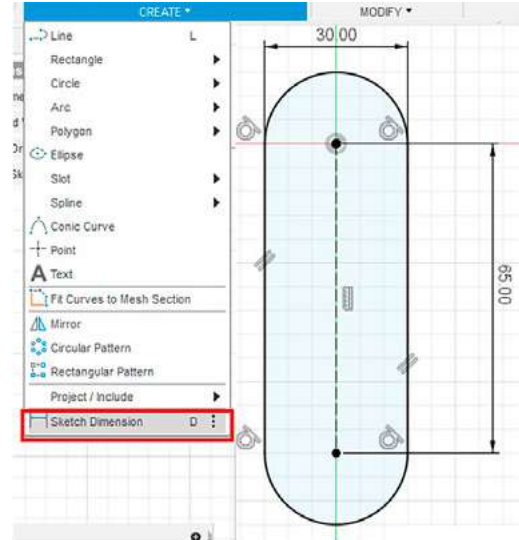 CREATE
MODIFY
Line L
Rectangle
Circle
Arc
Polygon
Ellipse
Slot
Spline
Conic Curve
Point
A Text
Fit Curves to Mesh Section
Mirror
Circular Pattern
Rectangular Pattern
Project / Include
Sketch Dimension D
30.00
65.00